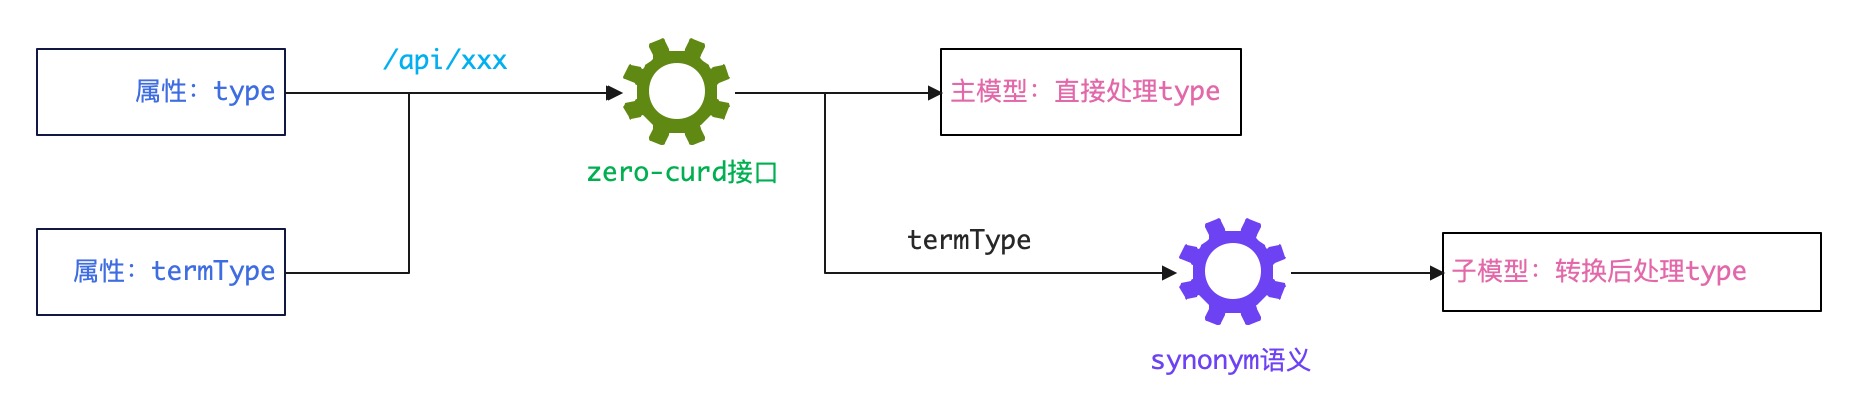 /api/xxx
属性：type
主模型：直接处理type
zero-curd接口
termType
属性：termType
子模型：转换后处理type
synonym语义